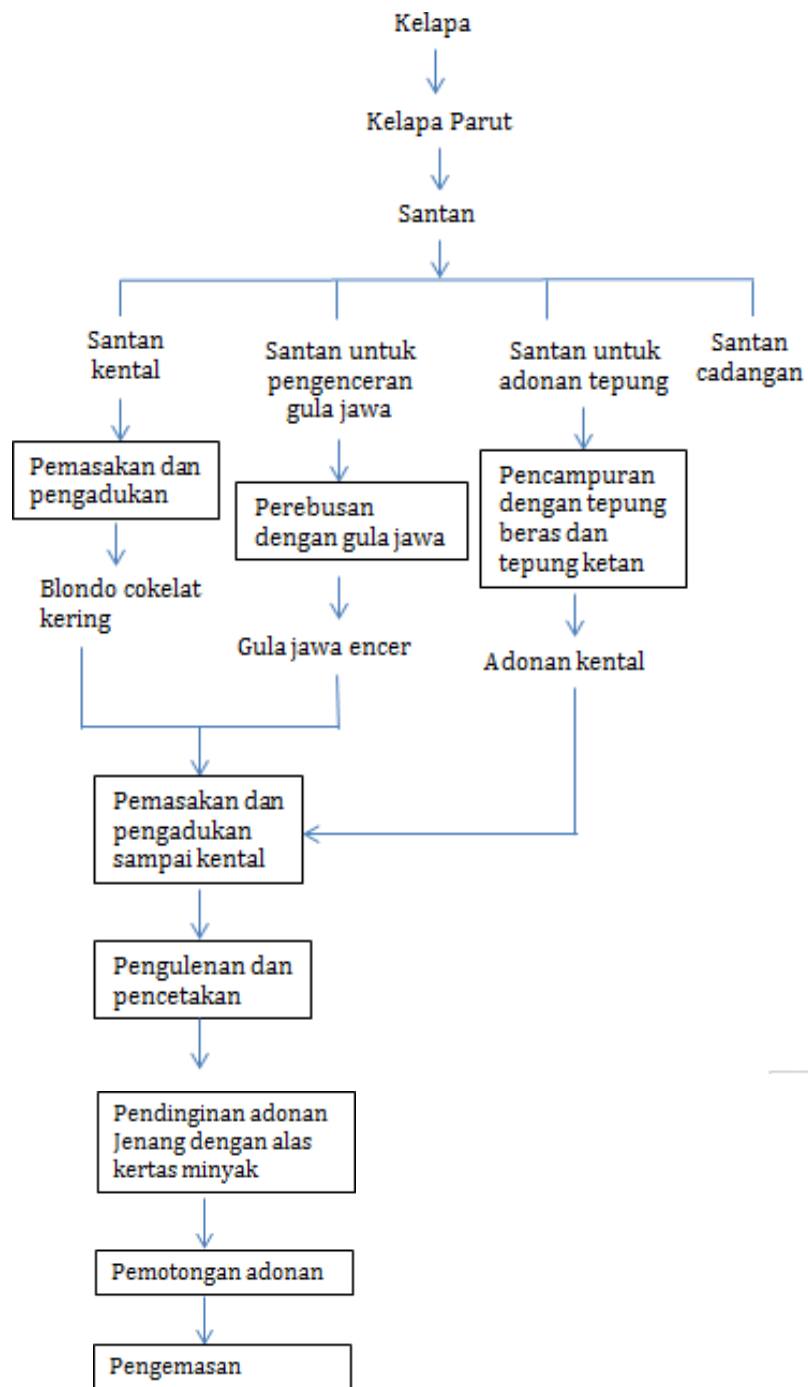 Kelapa
Kelapa Parut
Santan
Santan
kental
Santan untuk
pengenceran
gula jawa
Santan untuk
adonan tepung
Santan
cadangan
Pemasakan dan
pengadukan
Perebusan
dengan gula jawa
Pencampuran
dengan tepung
beras dan
tepung ketan
Blondo cokelat
kering
Gula jawa encer
Adonan kental
Pemasakan dan
pengadukan
sampai kental
Pengulenan dan
pencetakan
Pendinginan adonan
Jenang dengan alas
kertas minyak
Pemotongan adonan
Pengemasan